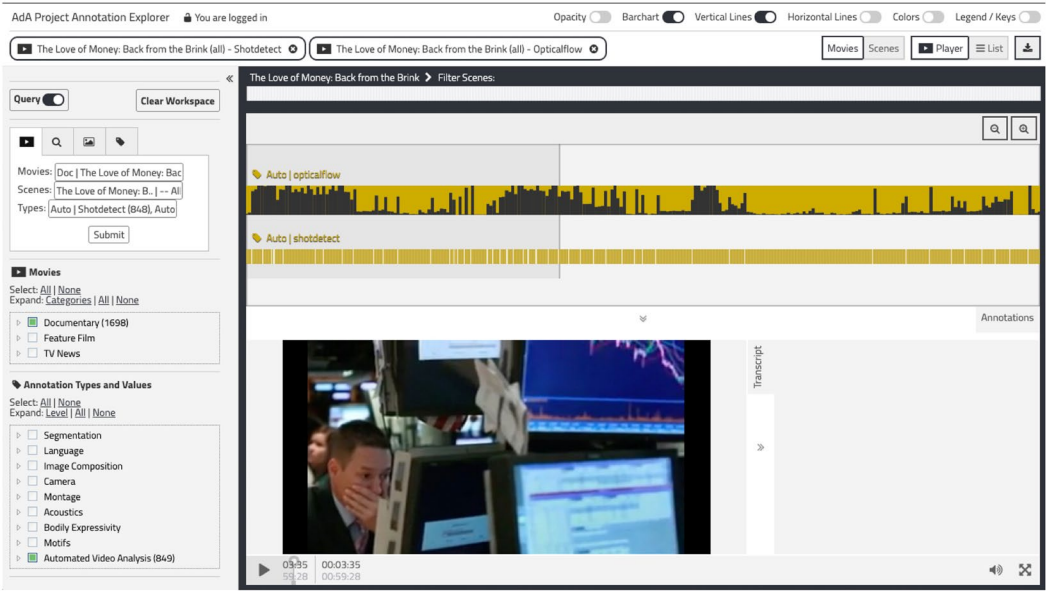 AdA Project Annotation Explorer You are logged in Opacity Barchart Vertical Lines Horizontal Lines Colors Legend / Keys
The Love of Money: Back from the Brink (all) - Shotdetect The Love of Money: Back from the Brink (all) - Opticalflow Movies Scenes Player List
The Love of Money: Back from the Brink Filter Scenes:
Query Clear Workspace
Movies: Doc | The Love of Money: Bac
Scenes: The Love of Money: B.. | -- Al
Types: Auto | Shotdetect (848), Auto
Submit
Auto | opticalflow
Auto | shotdetect
Movies
Select: All | None
Expand: Categories | All | None
Documentary (1698)
Feature Film
TV News
Annotations
Transcript
Annotation Types and Values
Select: All | None
Expand: Level | All | None
Segmentation
Language
Image Composition
Camera
Montage
Acoustics
Bodily Expressivity
Motifs
Automated Video Analysis (849)
03:35 00:03:35
59:28 00:59:28